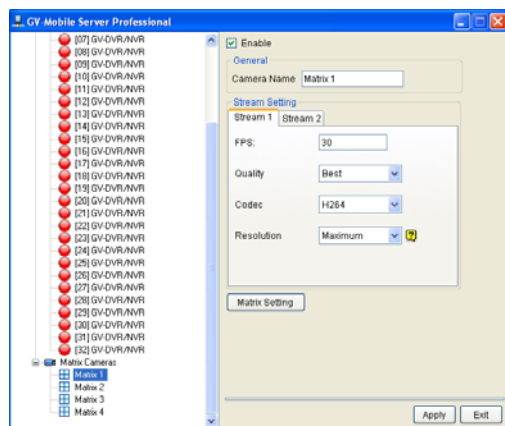 GV-Mobile Server Professional
[07] GV-DVR/NVR
[08] GV-DVR/NVR
[09] GV-DVR/NVR
[10] GV-DVR/NVR
[11] GV-DVR/NVR
[12] GV-DVR/NVR
[13] GV-DVR/NVR
[14] GV-DVR/NVR
[15] GV-DVR/NVR
[16] GV-DVR/NVR
[17] GV-DVR/NVR
[18] GV-DVR/NVR
[19] GV-DVR/NVR
[20] GV-DVR/NVR
[21] GV-DVR/NVR
[22] GV-DVR/NVR
[23] GV-DVR/NVR
[24] GV-DVR/NVR
[25] GV-DVR/NVR
[26] GV-DVR/NVR
[27] GV-DVR/NVR
[28] GV-DVR/NVR
[29] GV-DVR/NVR
[30] GV-DVR/NVR
[31] GV-DVR/NVR
[32] GV-DVR/NVR
Matrix Cameras
Matrix 1
Matrix 2
Matrix 3
Matrix 4
Enable
General
Camera Name Matrix 1
Stream Setting
Stream 1 Stream 2
FPS: 30
Quality Best
Codec H264
Resolution Maximum ?
Matrix Setting
Apply Exit